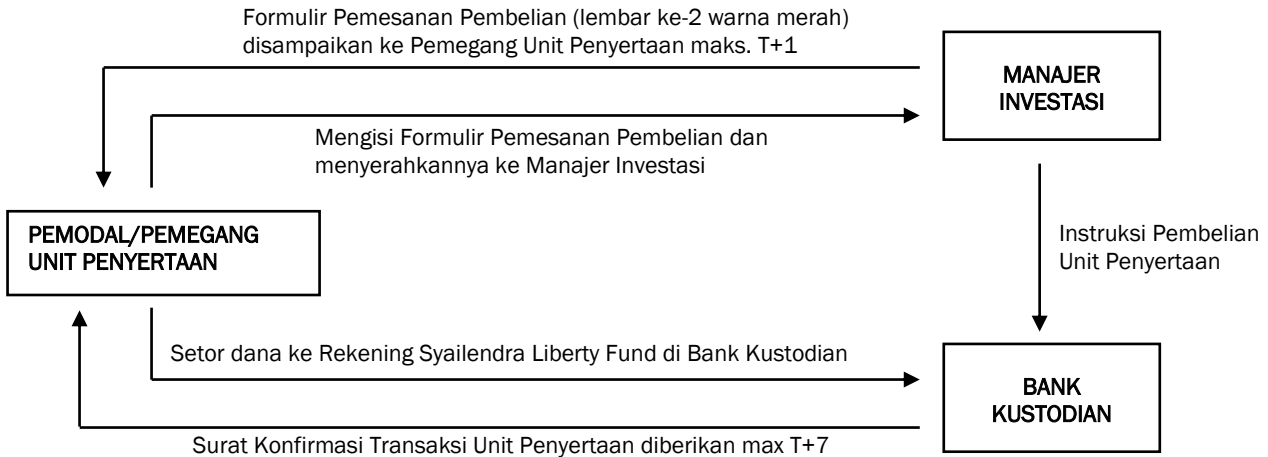 Formulir Pemesanan Pembelian (lembar ke-2 warna merah)
disampaikan ke Pemegang Unit Penyertaan maks. T+1
MANAJER
INVESTASI
Mengisi Formulir Pemesanan Pembelian dan
menyerahkannya ke Manajer Investasi
PEMODAL/PEMEGANG
UNIT PENYERTAAN
Instruksi Pembelian
Unit Penyertaan
Setor dana ke Rekening Syailendra Liberty Fund di Bank Kustodian
BANK
KUSTODIAN
Surat Konfirmasi Transaksi Unit Penyertaan diberikan max T+7